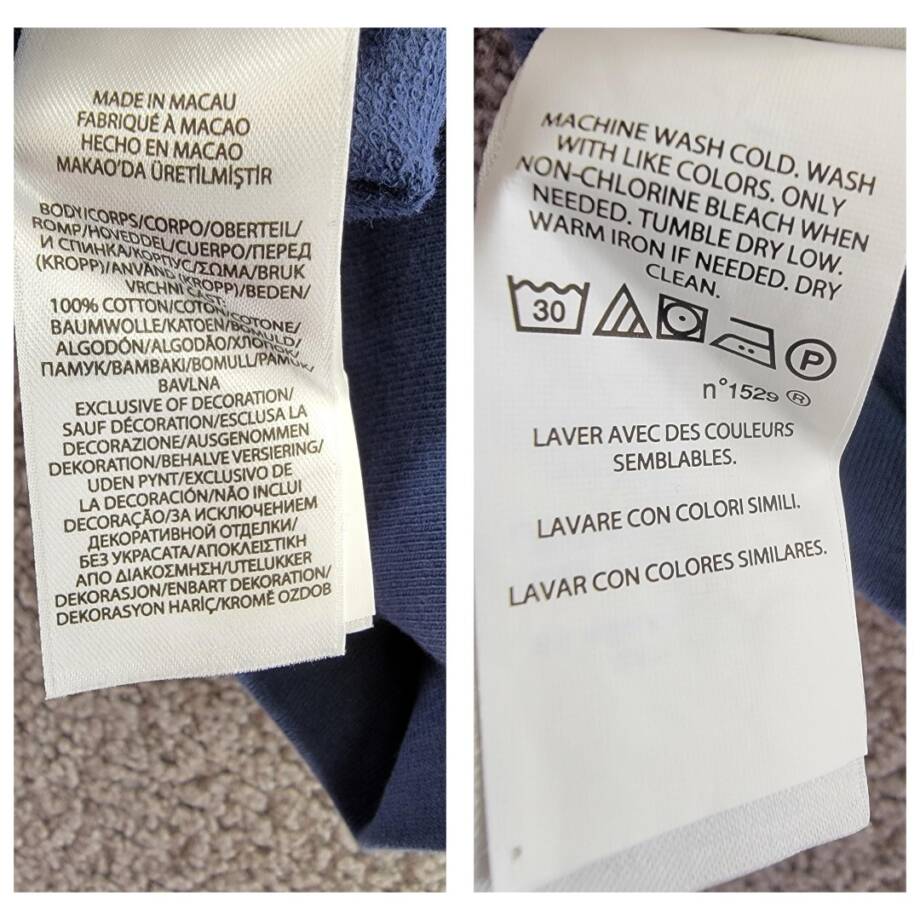 MADE IN MACAU
FABRIQUÉ À MACAO
HECHO EN MACAO
MAKAO'DA ÜRETİLMİŞTİR
BODY/CORPS/CORPO/OBERTEIL/
ROMP/HOVEDDEL/CUERPO/ПЕРЕД
И СПИНКА/КОРПУС/ΣΩΜΑ/BRUK
(KROPP)/ANVÄND (KROPP)/BEDEN/
VRCHNI CAST:
100% COTTON/COTON/COTONE/
BAUMWOLLE/KATOEN/BOMULD/
ALGODÓN/ALGODÃO/ХЛОПОК/
ПАМУК/BAMBAKI/BOMULL/PAMUK/
BAVLNA
EXCLUSIVE OF DECORATION/
SAUF DÉCORATION/ESCLUSA LA
DECORAZIONE/AUSGENOMMEN
DEKORATION/BEHALVE VERSIERING/
UDEN PYNT/EXCLUSIVO DE
LA DECORACIÓN/NÃO INCLUI
DECORAÇÃO/ЗА ИСКЛЮЧЕНИЕМ
ДЕКОРАТИВНОЙ ОТДЕЛКИ/
БЕЗ УКРАСАТА/ΑΠΟΚΛΕΙΣΤΙΚΗ
ΑΠΟ ΔΙΑΚΟΣΜΗΣΗ/UTELUKKER
DEKORASJON/ENBART DEKORATION/
DEKORASYON HARİÇ/KROMĚ OZDOB
MACHINE WASH COLD. WASH
WITH LIKE COLORS. ONLY
NON-CHLORINE BLEACH WHEN
NEEDED. TUMBLE DRY LOW.
WARM IRON IF NEEDED. DRY
CLEAN.
30 P
n°1529 ®
LAVER AVEC DES COULEURS
SEMBLABLES.
LAVARE CON COLORI SIMILI.
LAVAR CON COLORES SIMILARES.